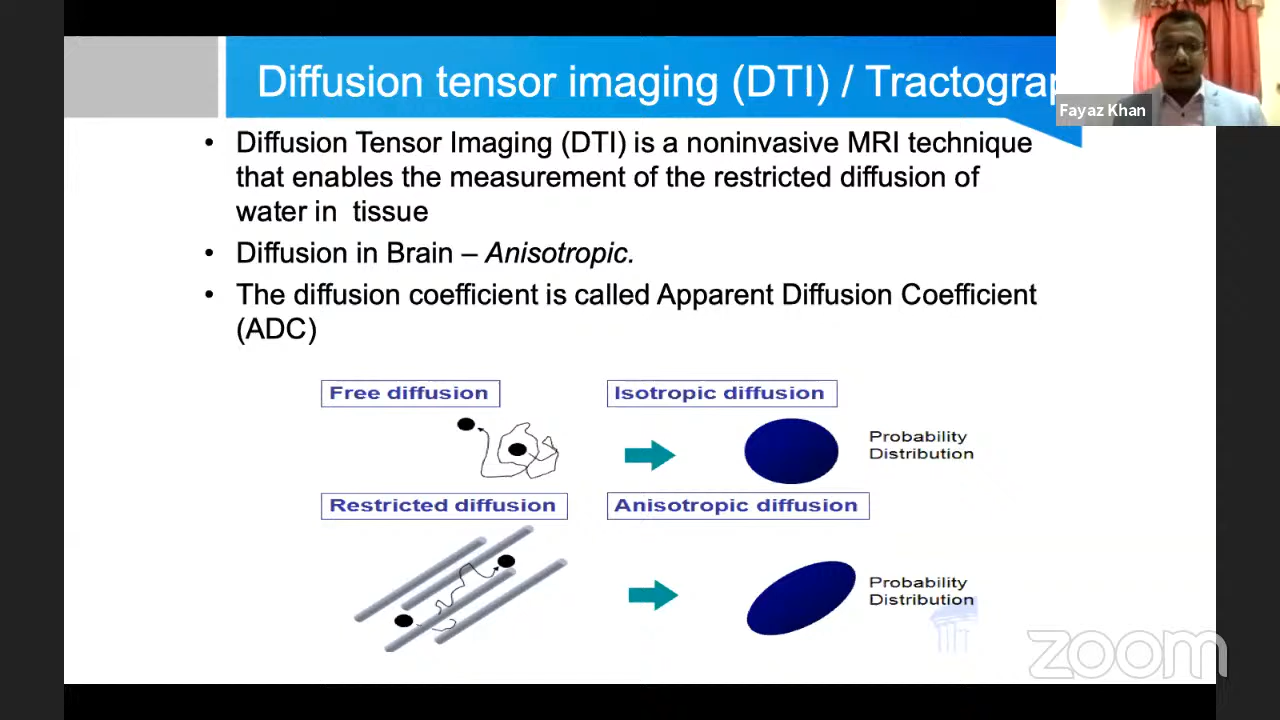 Diffusion tensor imaging (DTI) / Tractograp
Fayaz Khan
• Diffusion Tensor Imaging (DTI) is a noninvasive MRI technique
that enables the measurement of the restricted diffusion of
water in tissue
• Diffusion in Brain – Anisotropic.
• The diffusion coefficient is called Apparent Diffusion Coefficient
(ADC)
Free diffusion
Isotropic diffusion
Probability
Distribution
Restricted diffusion
Anisotropic diffusion
Probability
Distribution
zoom